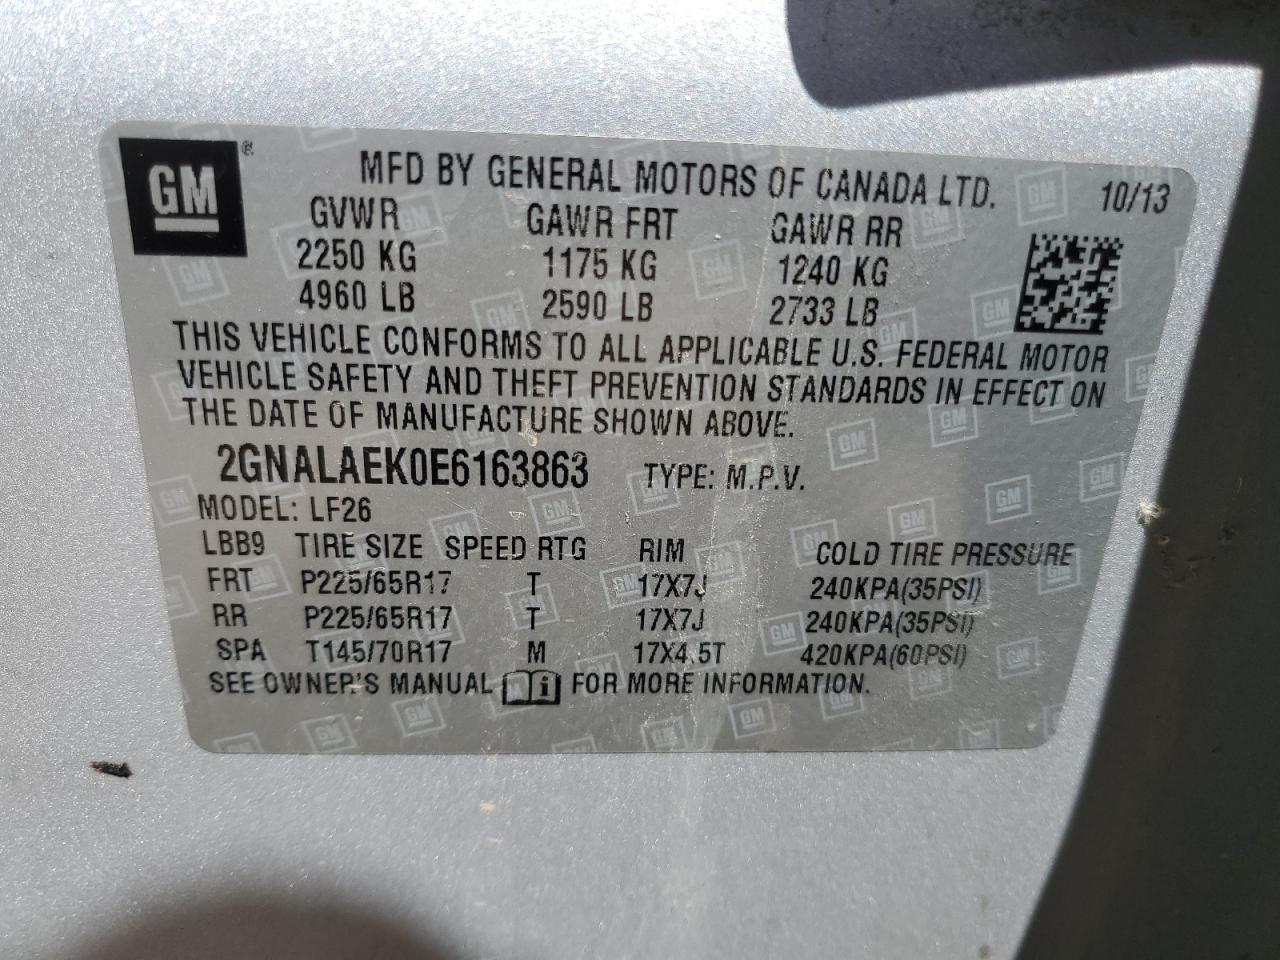 GM ®
MFD BY GENERAL MOTORS OF CANADA LTD. 10/13
GVWR GAWR FRT GAWR RR
2250 KG 1175 KG 1240 KG
4960 LB 2590 LB 2733 LB
THIS VEHICLE CONFORMS TO ALL APPLICABLE U.S. FEDERAL MOTOR
VEHICLE SAFETY AND THEFT PREVENTION STANDARDS IN EFFECT ON
THE DATE OF MANUFACTURE SHOWN ABOVE.
2GNALAEK0E6163863 TYPE: M.P.V.
MODEL: LF26
LBB9 TIRE SIZE SPEED RTG RIM COLD TIRE PRESSURE
FRT P225/65R17 T 17X7J 240KPA(35PSI)
RR P225/65R17 T 17X7J 240KPA(35PSI)
SPA T145/70R17 M 17X4.5T 420KPA(60PSI)
SEE OWNER'S MANUAL i FOR MORE INFORMATION.